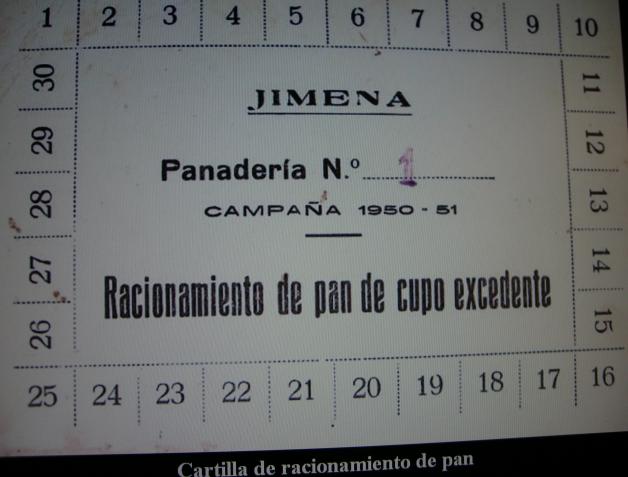 1 2 3 4 5 6 7 8 9 10
30 11
JIMENA
29 12
Panadería N.º 1
28 13
CAMPAÑA 1950 - 51
27 14
Racionamiento de pan de cupo excedente
26 15
25 24 23 22 21 20 19 18 17 16
Cartilla de racionamiento de pan